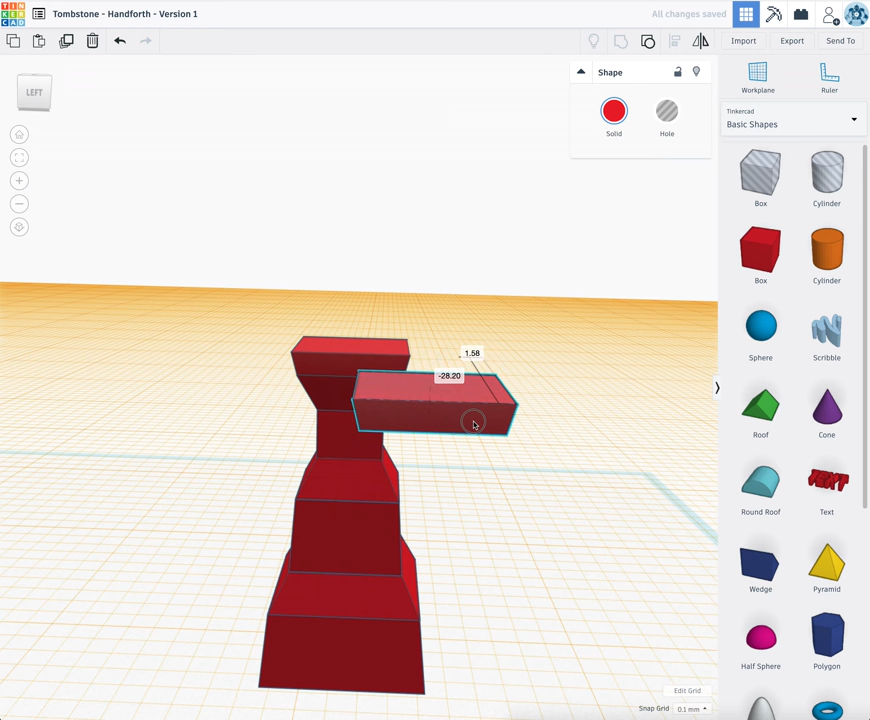 TIN
KER
CAD
Tombstone - Handforth - Version 1
All changes saved
Import
Export
Send To
LEFT
Shape
Solid
Hole
Workplane
Ruler
Tinkercad
Basic Shapes
Box
Cylinder
Box
Cylinder
Sphere
Scribble
Roof
Cone
Round Roof
Text
TEXT
Wedge
Pyramid
Half Sphere
Polygon
1.58
-28.20
Edit Grid
Snap Grid 0.1 mm